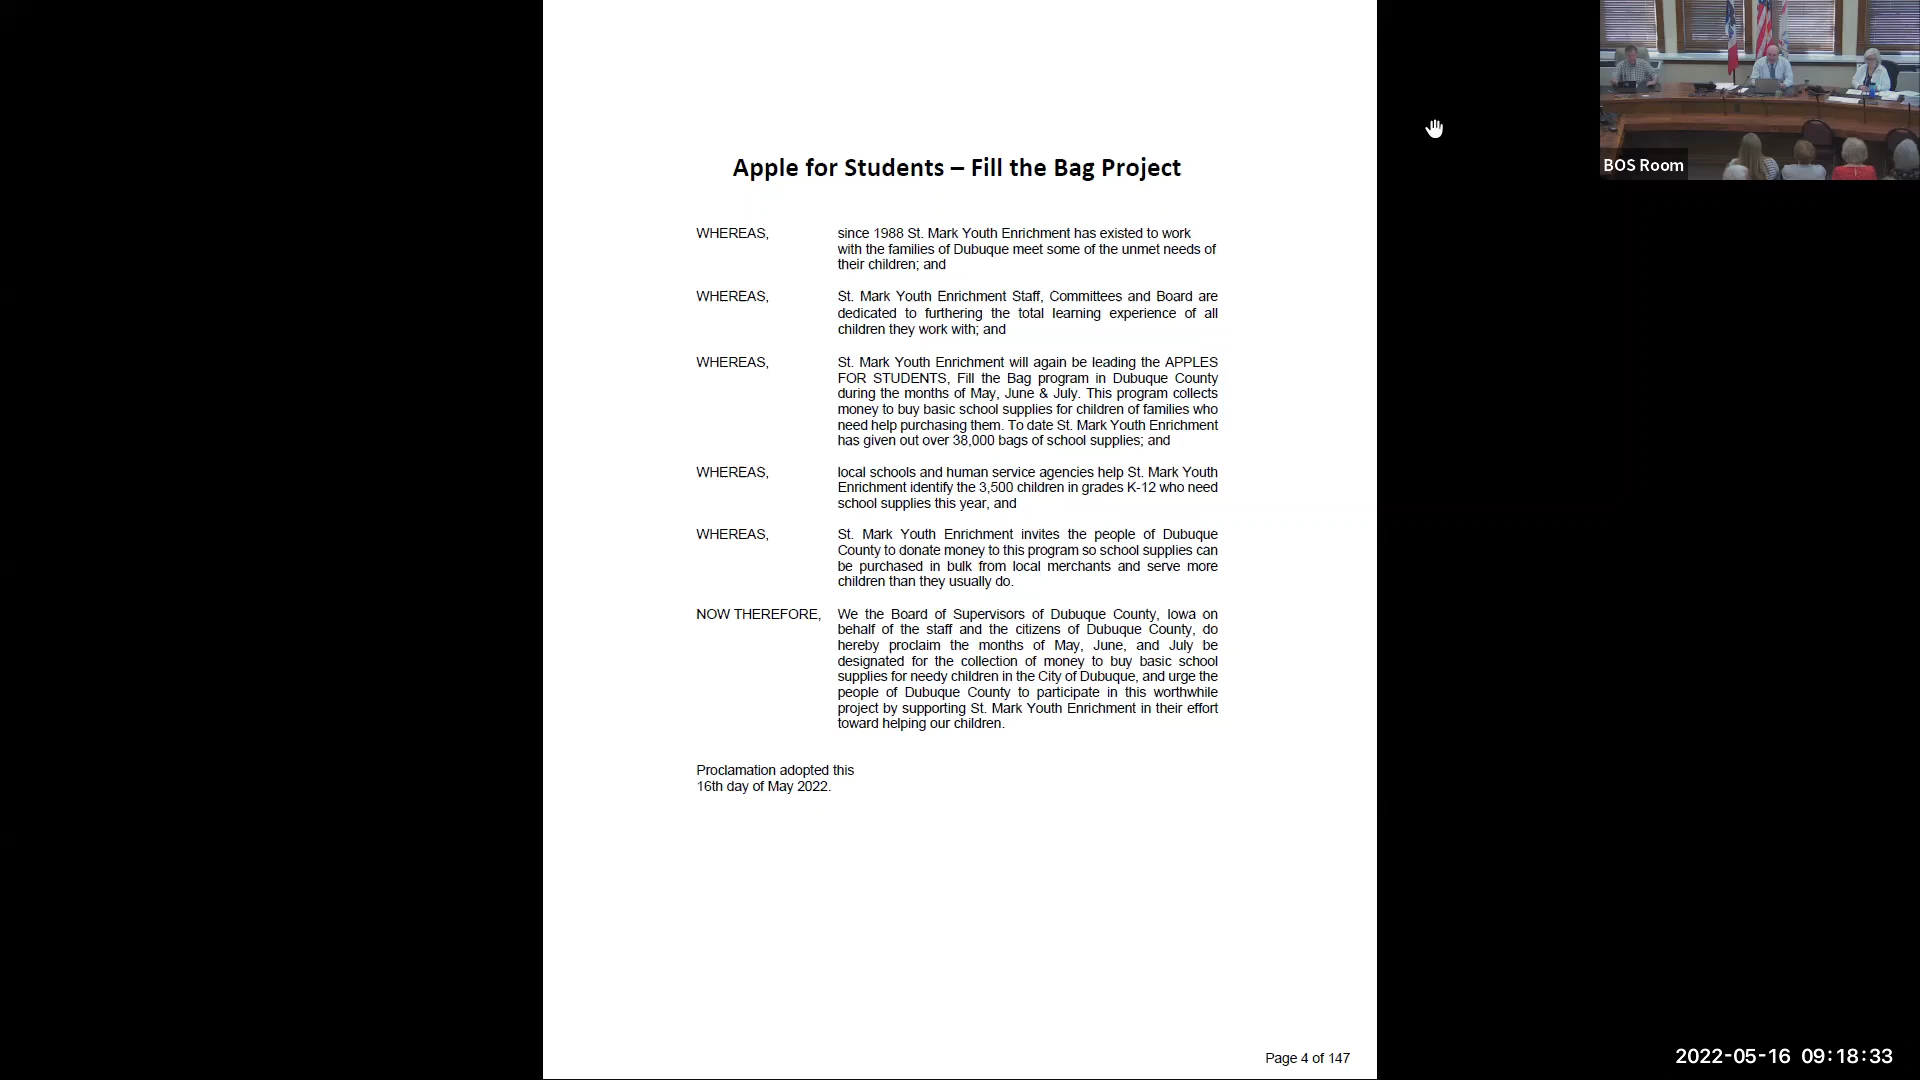 Apple for Students – Fill the Bag Project
WHEREAS, since 1988 St. Mark Youth Enrichment has existed to work
with the families of Dubuque meet some of the unmet needs of
their children; and
WHEREAS, St. Mark Youth Enrichment Staff, Committees and Board are
dedicated to furthering the total learning experience of all
children they work with; and
WHEREAS, St. Mark Youth Enrichment will again be leading the APPLES
FOR STUDENTS, Fill the Bag program in Dubuque County
during the months of May, June & July. This program collects
money to buy basic school supplies for children of families who
need help purchasing them. To date St. Mark Youth Enrichment
has given out over 38,000 bags of school supplies; and
WHEREAS, local schools and human service agencies help St. Mark Youth
Enrichment identify the 3,500 children in grades K-12 who need
school supplies this year, and
WHEREAS, St. Mark Youth Enrichment invites the people of Dubuque
County to donate money to this program so school supplies can
be purchased in bulk from local merchants and serve more
children than they usually do.
NOW THEREFORE, We the Board of Supervisors of Dubuque County, Iowa on
behalf of the staff and the citizens of Dubuque County, do
hereby proclaim the months of May, June, and July be
designated for the collection of money to buy basic school
supplies for needy children in the City of Dubuque, and urge the
people of Dubuque County to participate in this worthwhile
project by supporting St. Mark Youth Enrichment in their effort
toward helping our children.
Proclamation adopted this
16th day of May 2022.
Page 4 of 147
BOS Room
2022-05-16 09:18:33